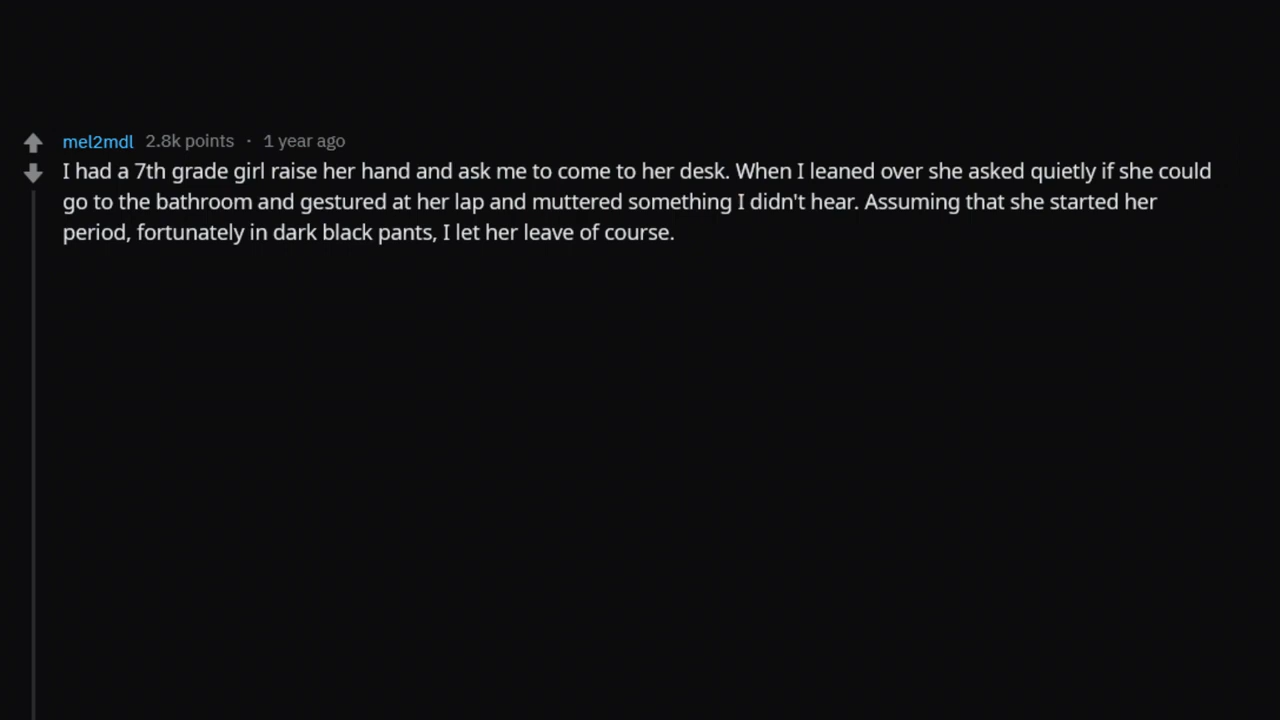 mel2mdl 2.8k points · 1 year ago
I had a 7th grade girl raise her hand and ask me to come to her desk. When I leaned over she asked quietly if she could
go to the bathroom and gestured at her lap and muttered something I didn't hear. Assuming that she started her
period, fortunately in dark black pants, I let her leave of course.